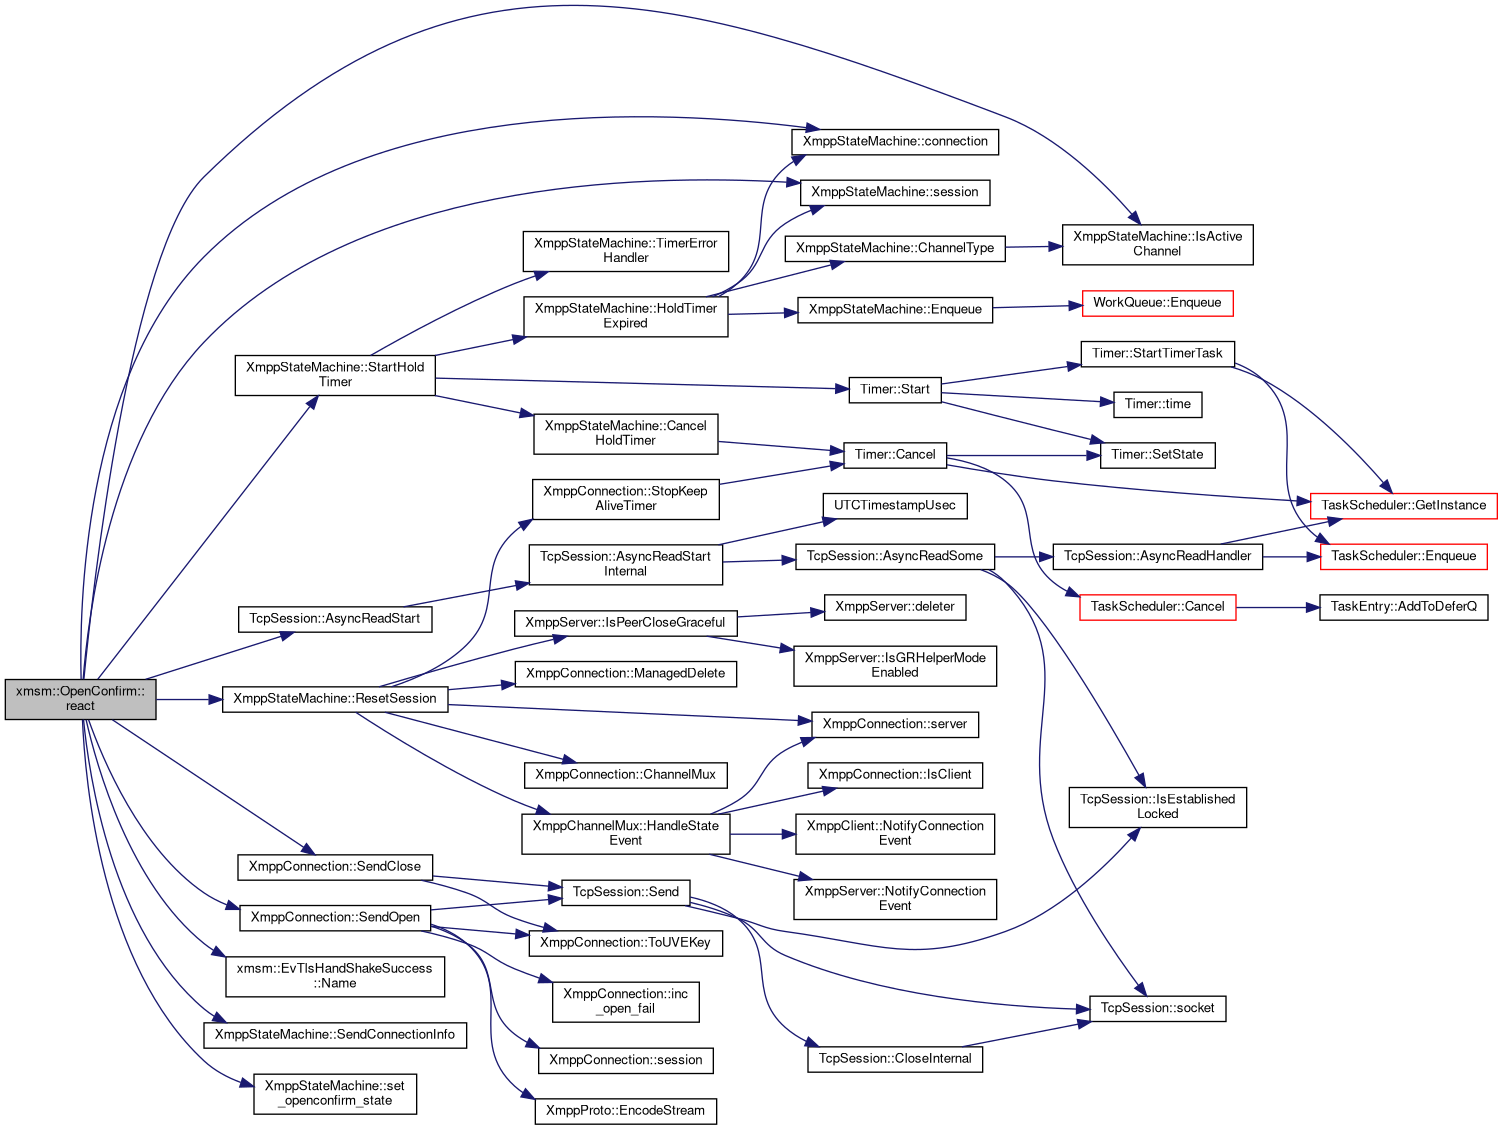 xmsm::OpenConfirm::
react
XmppStateMachine::connection
XmppStateMachine::session
XmppStateMachine::IsActive
Channel
XmppStateMachine::TimerError
Handler
XmppStateMachine::ChannelType
XmppStateMachine::HoldTimer
Expired
XmppStateMachine::Enqueue
WorkQueue::Enqueue
XmppStateMachine::StartHold
Timer
Timer::StartTimerTask
Timer::Start
Timer::time
XmppStateMachine::Cancel
HoldTimer
Timer::Cancel
Timer::SetState
XmppConnection::StopKeep
AliveTimer
UTCTimestampUsec
TaskScheduler::GetInstance
TcpSession::AsyncReadStart
Internal
TcpSession::AsyncReadSome
TcpSession::AsyncReadHandler
TaskScheduler::Enqueue
TcpSession::AsyncReadStart
XmppServer::IsPeerCloseGraceful
XmppServer::deleter
TaskScheduler::Cancel
TaskEntry::AddToDeferQ
XmppServer::IsGRHelperMode
Enabled
XmppConnection::ManagedDelete
XmppStateMachine::ResetSession
XmppConnection::server
XmppConnection::ChannelMux
XmppConnection::IsClient
TcpSession::IsEstablished
Locked
XmppChannelMux::HandleState
Event
XmppClient::NotifyConnection
Event
XmppConnection::SendClose
TcpSession::Send
XmppServer::NotifyConnection
Event
XmppConnection::SendOpen
XmppConnection::ToUVEKey
xmsm::EvTlsHandShakeSuccess
::Name
XmppConnection::inc
_open_fail
TcpSession::socket
XmppStateMachine::SendConnectionInfo
XmppConnection::session
TcpSession::CloseInternal
XmppStateMachine::set
_openconfirm_state
XmppProto::EncodeStream